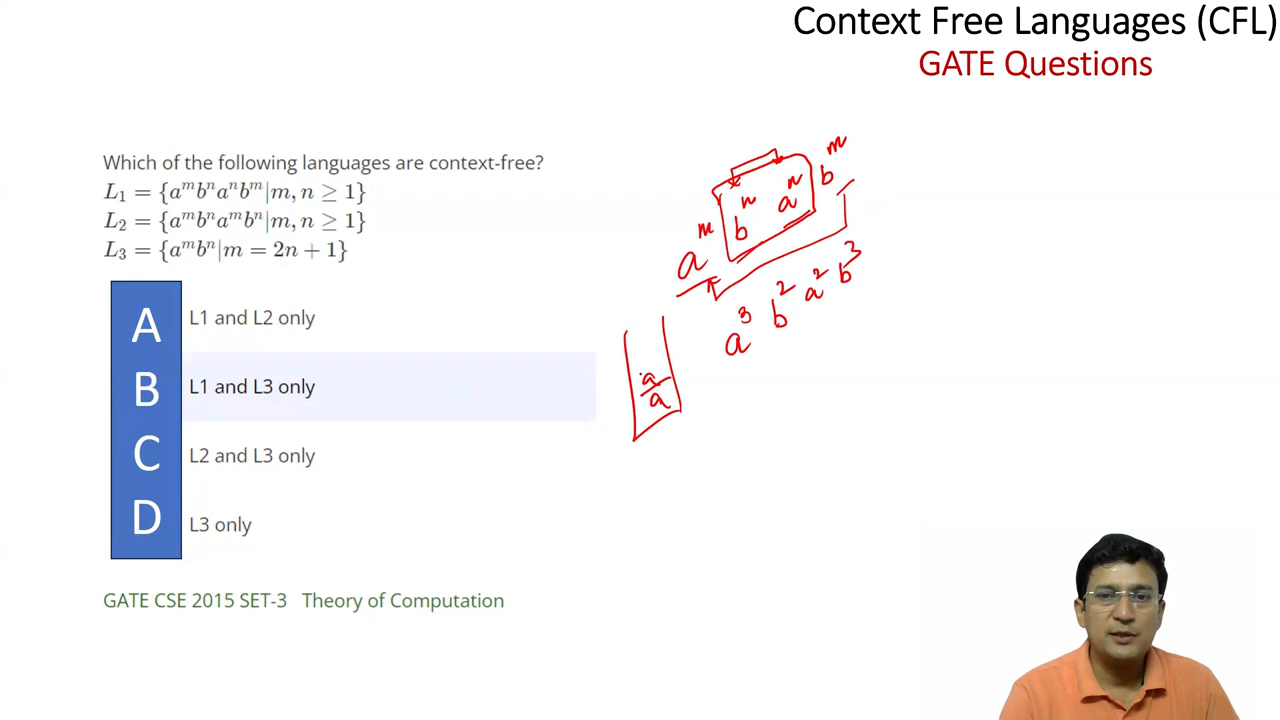 Context Free Languages (CFL)
GATE Questions
Which of the following languages are context-free?
L₁ = {aᵐbⁿaⁿbᵐ|m, n ≥ 1}
L₂ = {aᵐbⁿaᵐbⁿ|m, n ≥ 1}
L₃ = {aᵐbⁿ|m = 2n + 1}
A L1 and L2 only
B L1 and L3 only
C L2 and L3 only
D L3 only
GATE CSE 2015 SET-3 Theory of Computation
aᵐ bⁿ aⁿ bᵐ
a³ b² a² b³
a
a